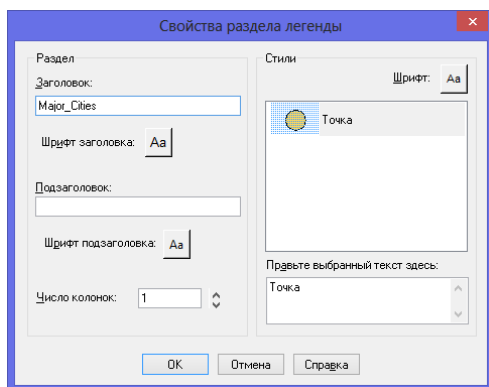 Свойства раздела легенды
Раздел
Заголовок:
Major_Cities
Шрифт заголовка: Aa
Подзаголовок:
Шрифт подзаголовка: Aa
Число колонок: 1
Стили
Шрифт: Aa
Точка
Правьте выбранный текст здесь:
Точка
OK Отмена Справка